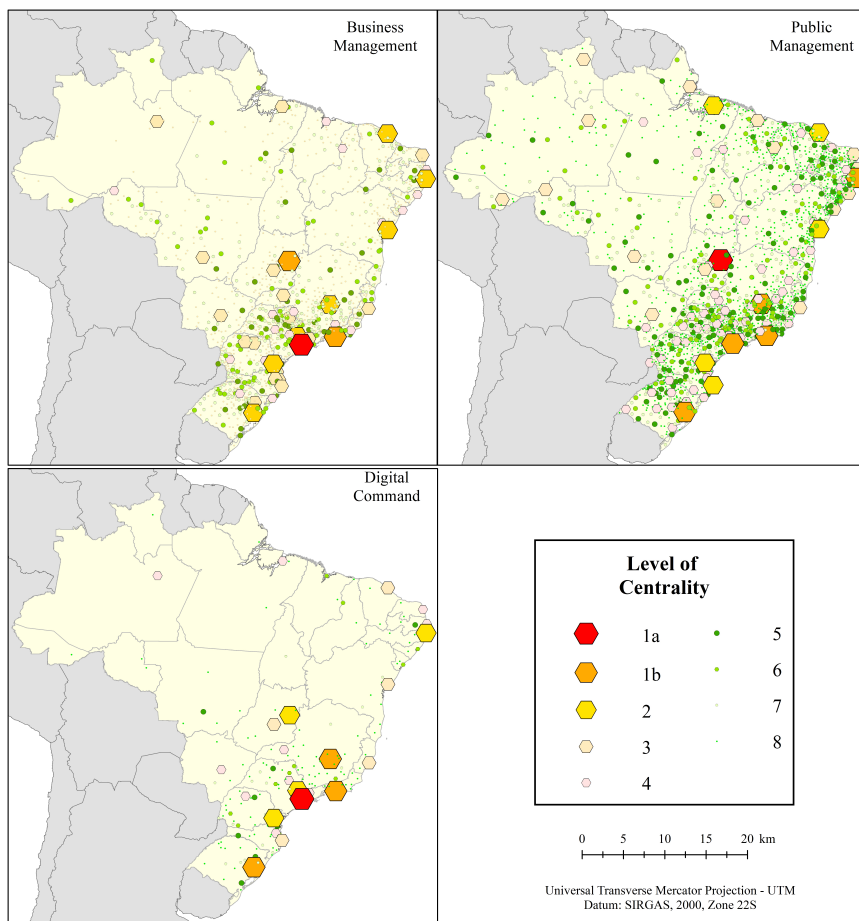 Business
Management
Public
Management
Digital
Command
Level of
Centrality
1a
5
1b
6
2
7
3
8
4
0 5 10 15 20 km
Universal Transverse Mercator Projection - UTM
Datum: SIRGAS, 2000, Zone 22S